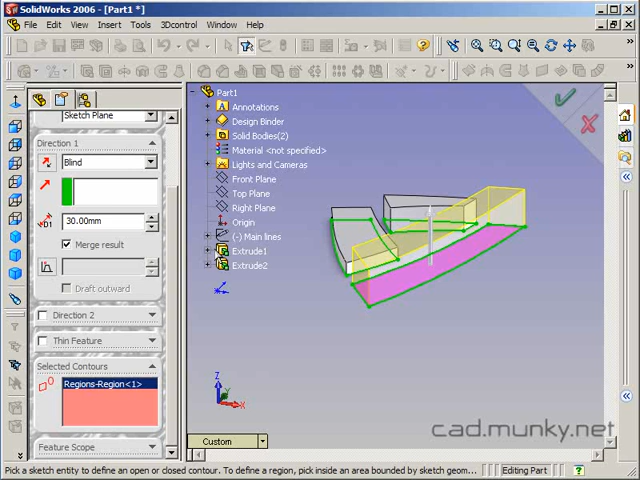 SolidWorks 2006 - [Part1 *]
File Edit View Insert Tools 3Dcontrol Window Help
Sketch Plane
Direction 1
Blind
D1
30.00mm
Merge result
Draft outward
Direction 2
Thin Feature
Selected Contours
Regions-Region<1>
Feature Scope
Part1
Annotations
Design Binder
Solid Bodies(2)
Material <not specified>
Lights and Cameras
Front Plane
Top Plane
Right Plane
Origin
(-) Main lines
Extrude1
Extrude2
Z
Y
X
Custom
cad.munky.net
Pick a sketch entity to define an open or closed contour. To define a region, pick inside an area bounded by sketch geom... Editing Part